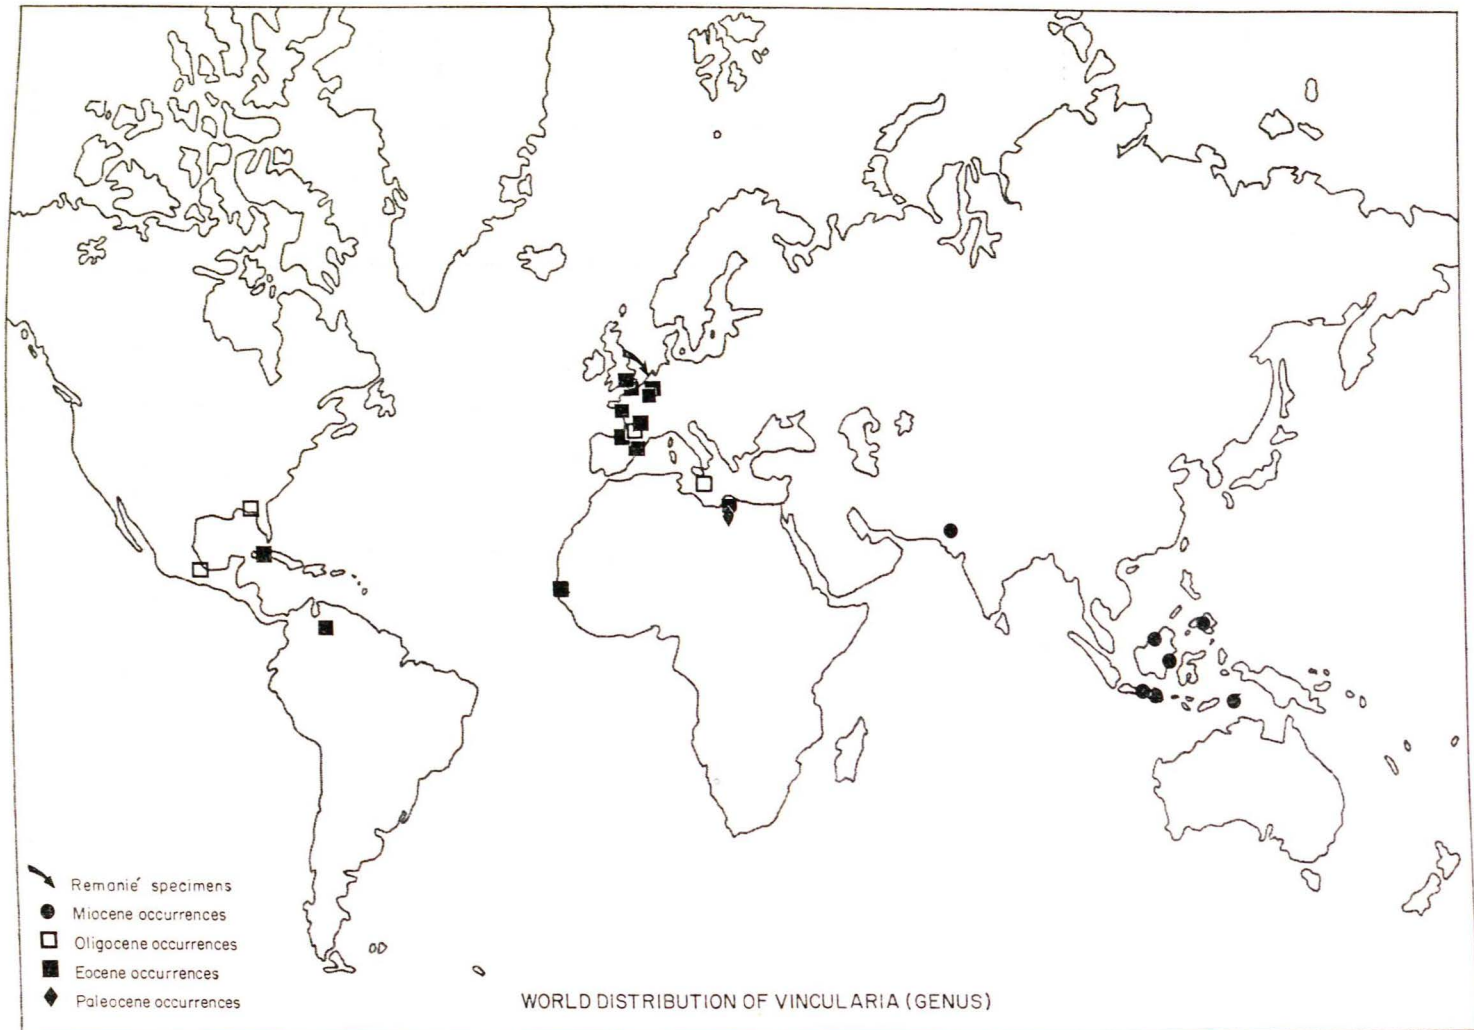 Remanié specimens
Miocene occurrences
Oligocene occurrences
Eocene occurrences
Paleocene occurrences
WORLD DISTRIBUTION OF VINCULARIA (GENUS)